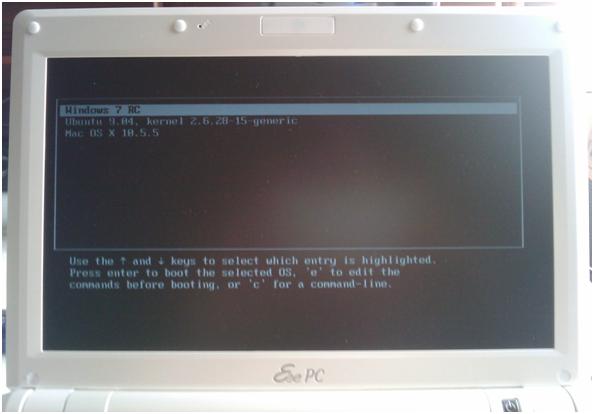 Windows 7 RC
Ubuntu 9.04, kernel 2.6.28-15-generic
Mac OS X 10.5.5
Use the ↑ and ↓ keys to select which entry is highlighted.
Press enter to boot the selected OS, 'e' to edit the
commands before booting, or 'c' for a command-line.
Eee PC